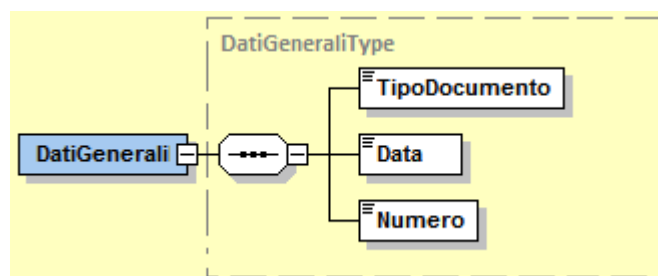 DatiGeneraliType
TipoDocumento
DatiGenerali
Data
Numero